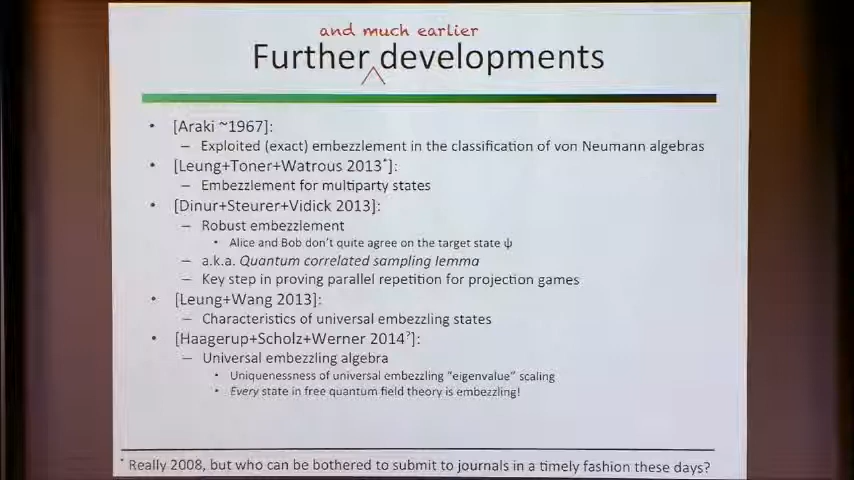 and much earlier
Further developments
• [Araki ~1967]:
– Exploited (exact) embezzlement in the classification of von Neumann algebras
• [Leung+Toner+Watrous 2013*]:
– Embezzlement for multiparty states
• [Dinur+Steurer+Vidick 2013]:
– Robust embezzlement
• Alice and Bob don't quite agree on the target state ψ
– a.k.a. Quantum correlated sampling lemma
– Key step in proving parallel repetition for projection games
• [Leung+Wang 2013]:
– Characteristics of universal embezzling states
• [Haagerup+Scholz+Werner 2014?]:
– Universal embezzling algebra
• Uniquenessness of universal embezzling "eigenvalue" scaling
• Every state in free quantum field theory is embezzling!
* Really 2008, but who can be bothered to submit to journals in a timely fashion these days?